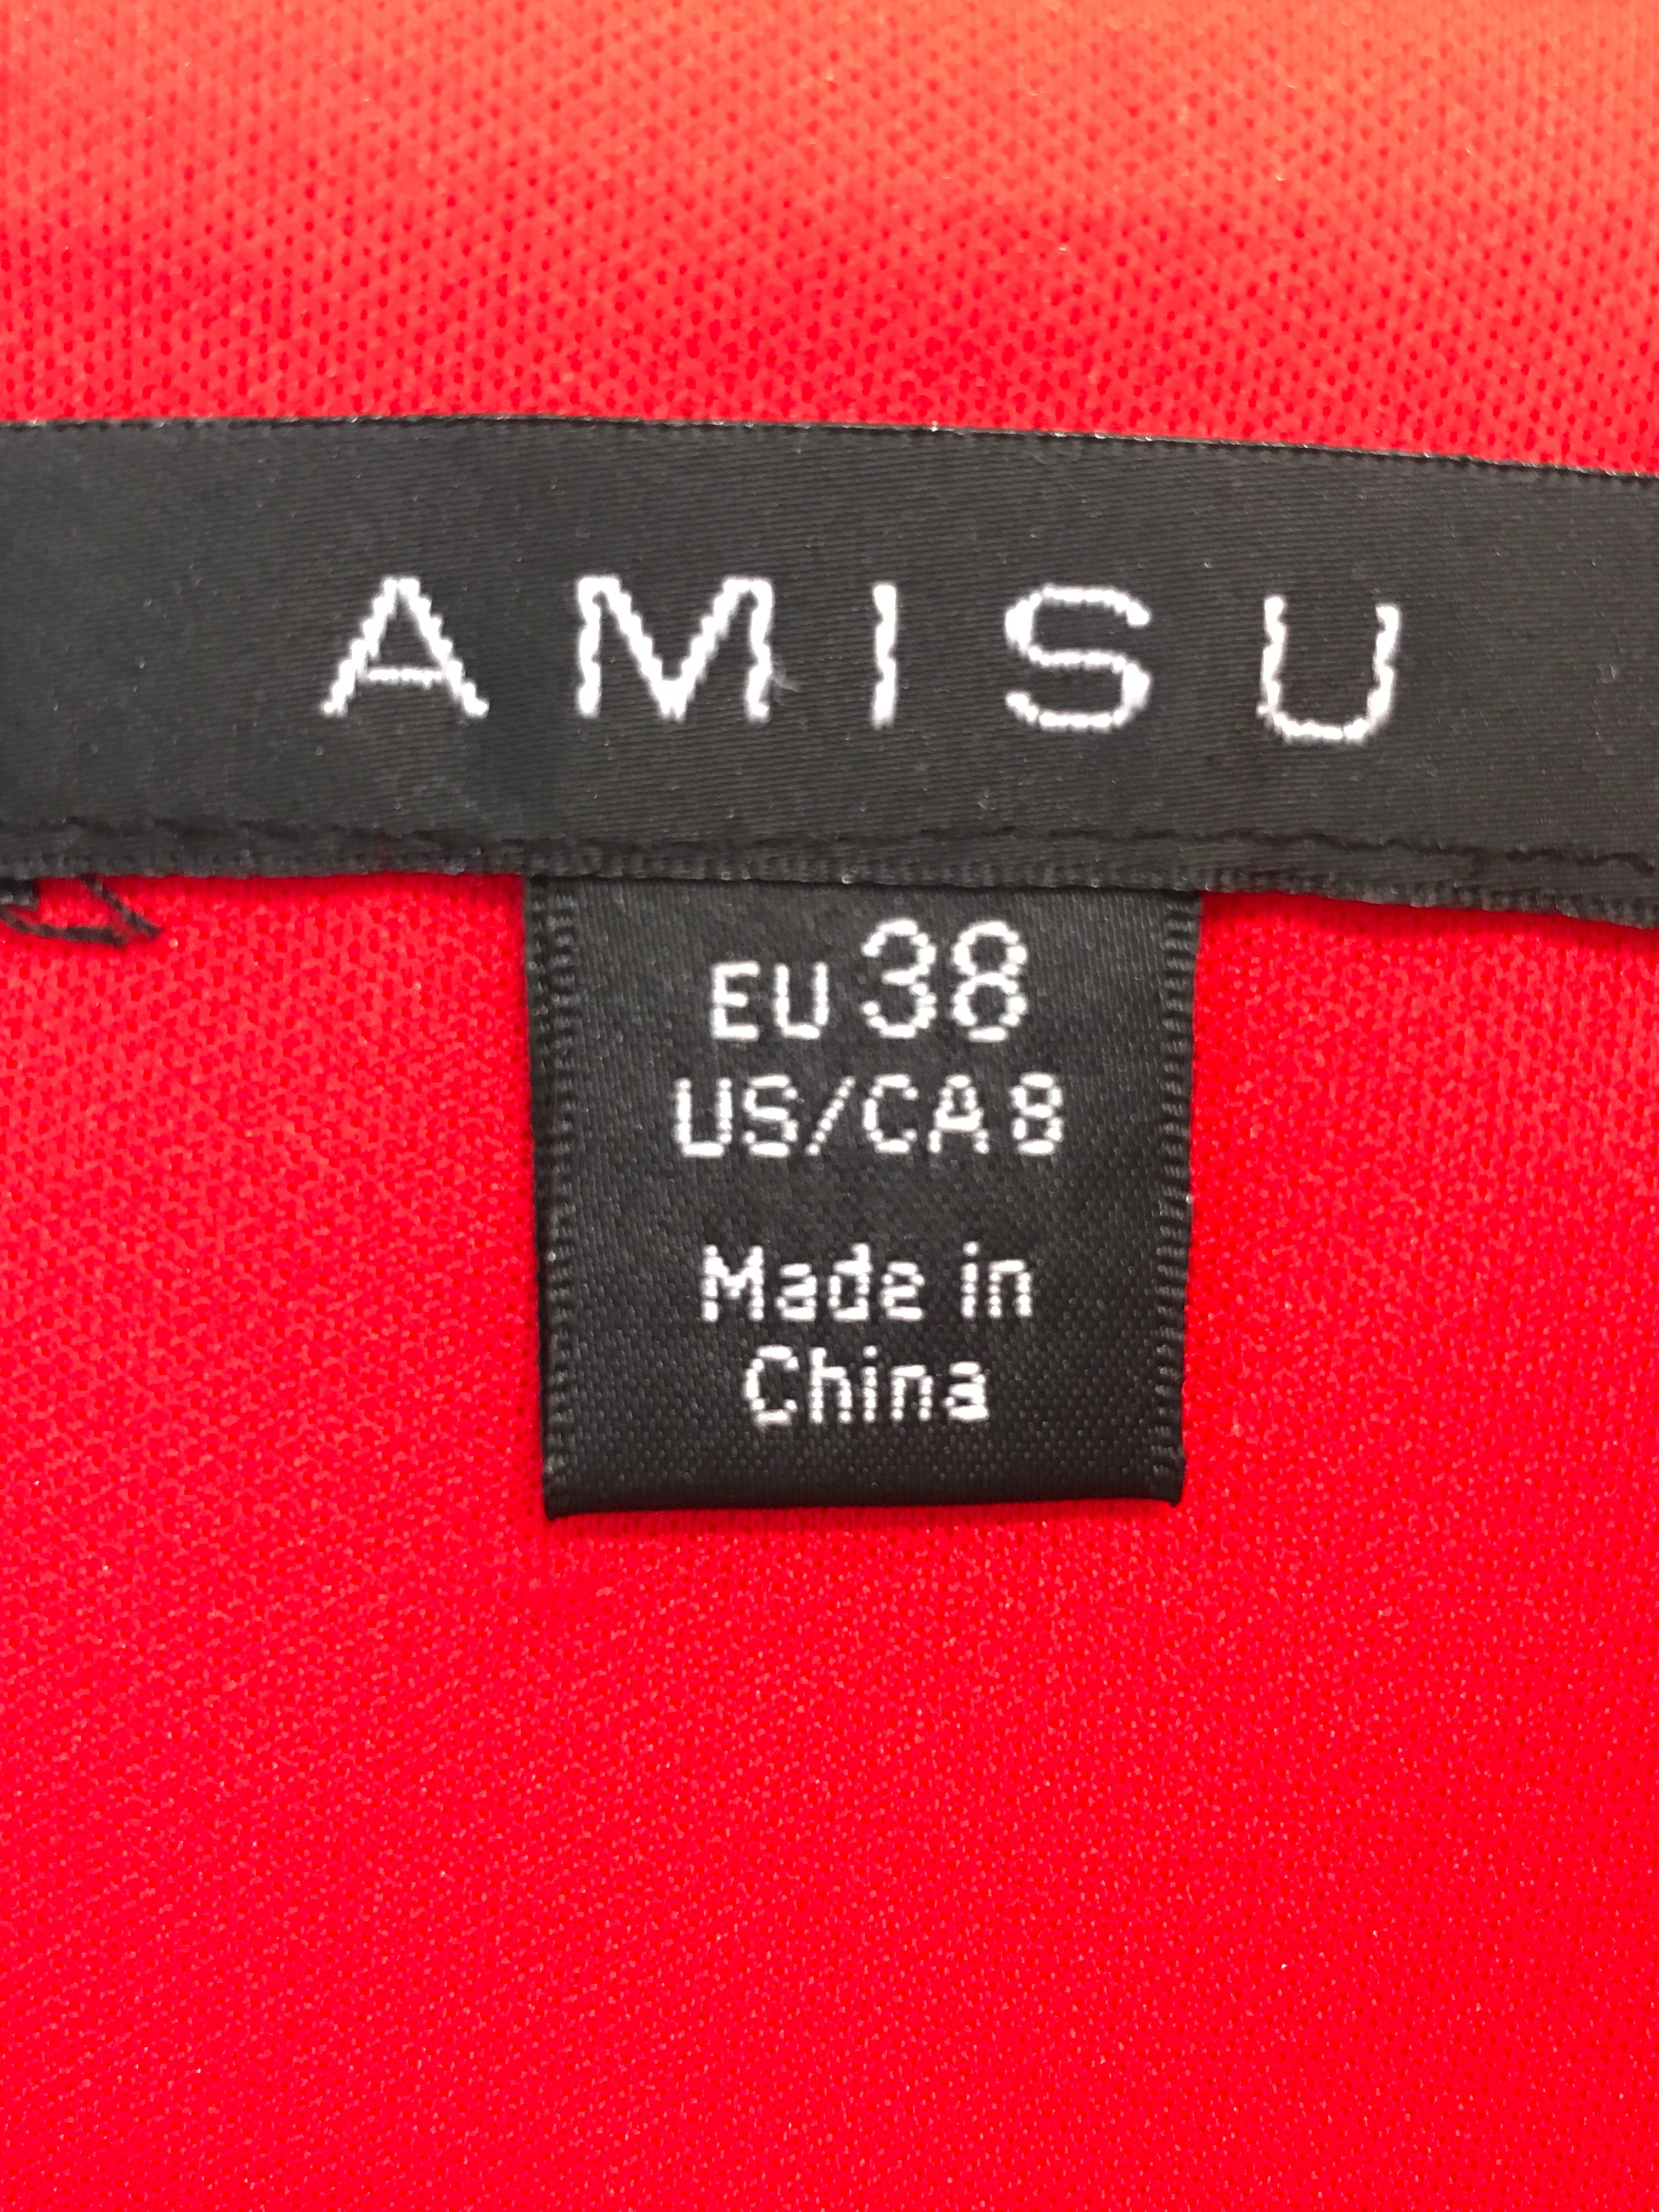 AMISU
EU 38
US/CA 8
Made in
China